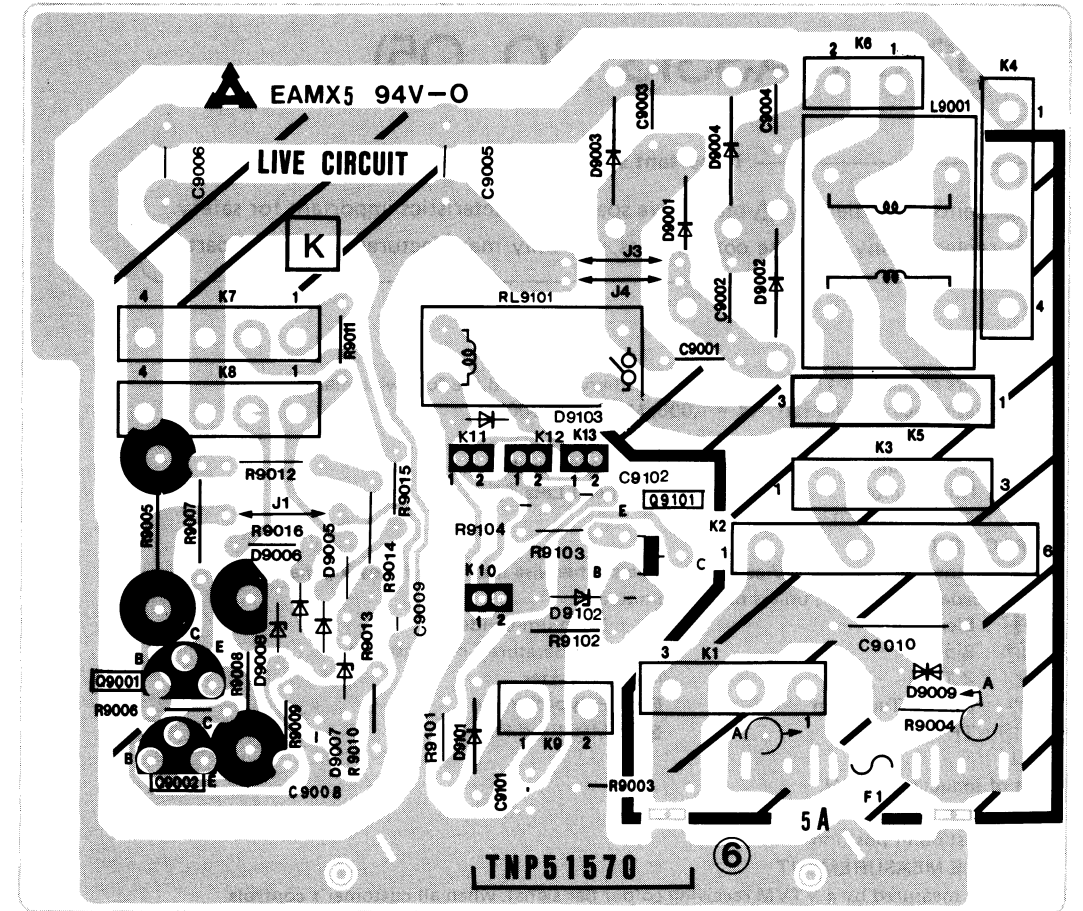 EAMX5 94V-0
LIVE CIRCUIT
C9006
C9005
C9003
C9004
D9003
D9004
D9001
D9002
C9002
2 K6 1
K4
1
L9001
4
K
J3
J4
RL9101
4 K7 1
R9011
4 K8 1
C9001
D9103
3 K5 1
K11
1 2
K12
1 2
K13
1 2
1 K3 3
C9102
Q9101
K2
1 6
R9012
R9015
J1
R9005
R9007
R9016
D9006
D9005
R9014
R9104
R9103
E
B
C
K10
1 2
D9102
R9102
C9009
R9013
D9008
R9008
C
E
B
Q9001
R9006
C
B
E
Q9002
R9009
C9008
D9007
R9010
R9101
D9101
C9101
1 K9 2
3 K1 1
C9010
D9009
A
R9004
A
R9003
F1
5A
TNP51570
6